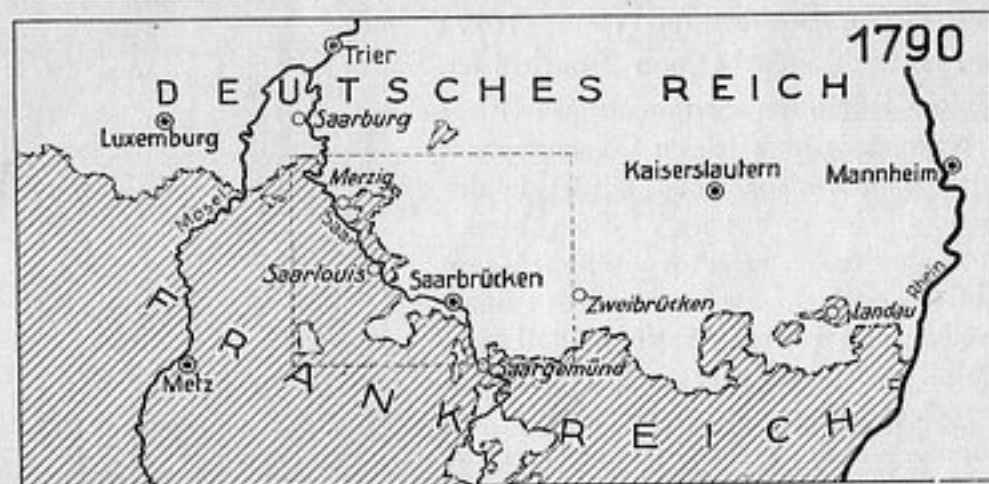 1790
Trier
DEUTSCHES REICH
Saarburg
Luxemburg
Kaiserslautern
Mannheim
Merzig
Mosel
Saar
Saarlouis
Saarbrücken
Zweibrücken
Rhein
Landau
Metz
Saargemünd
FRANKREICH